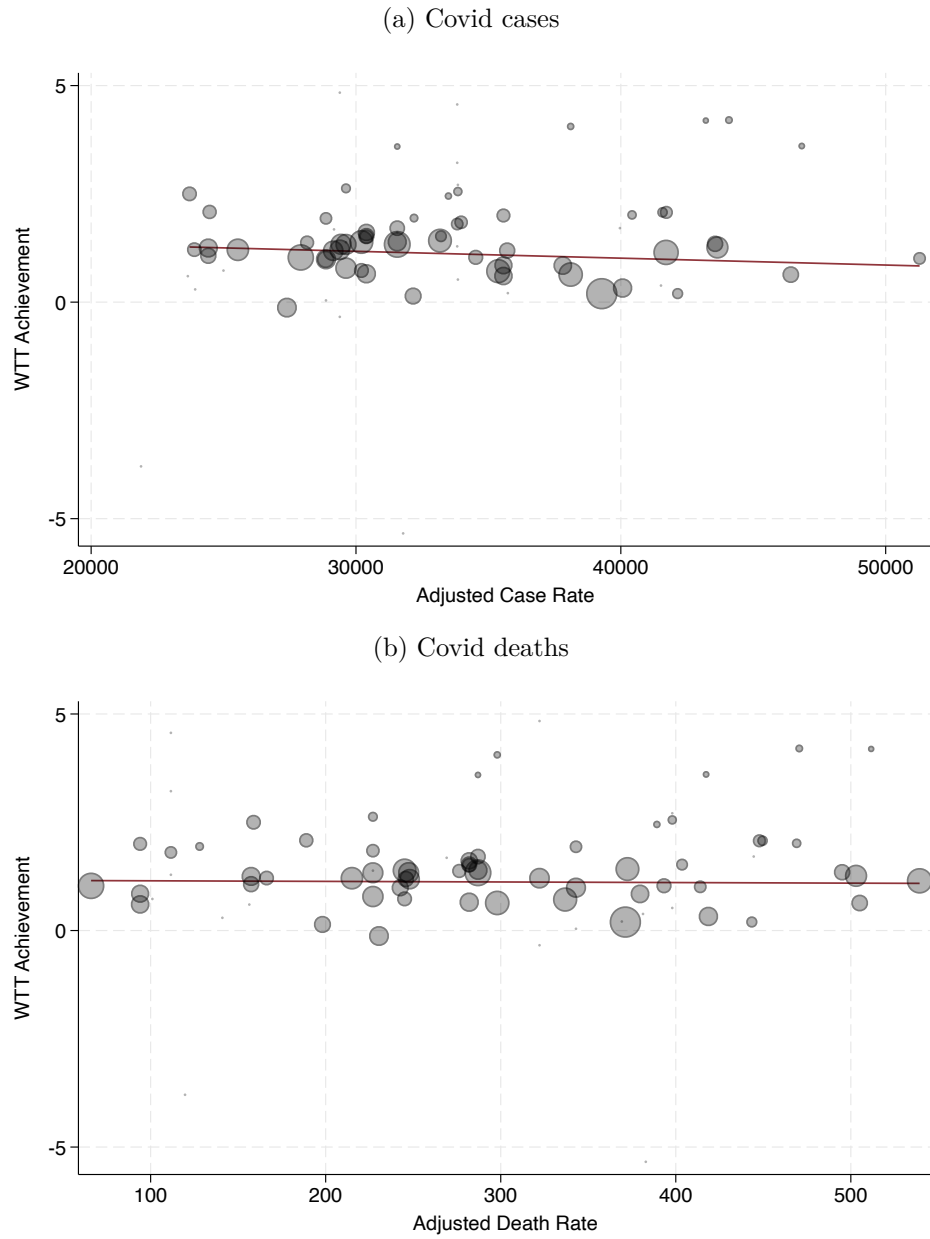 (a) Covid cases
5
0
-5
WTT Achievement
20000 30000 40000 50000
Adjusted Case Rate
(b) Covid deaths
5
0
-5
WTT Achievement
100 200 300 400 500
Adjusted Death Rate